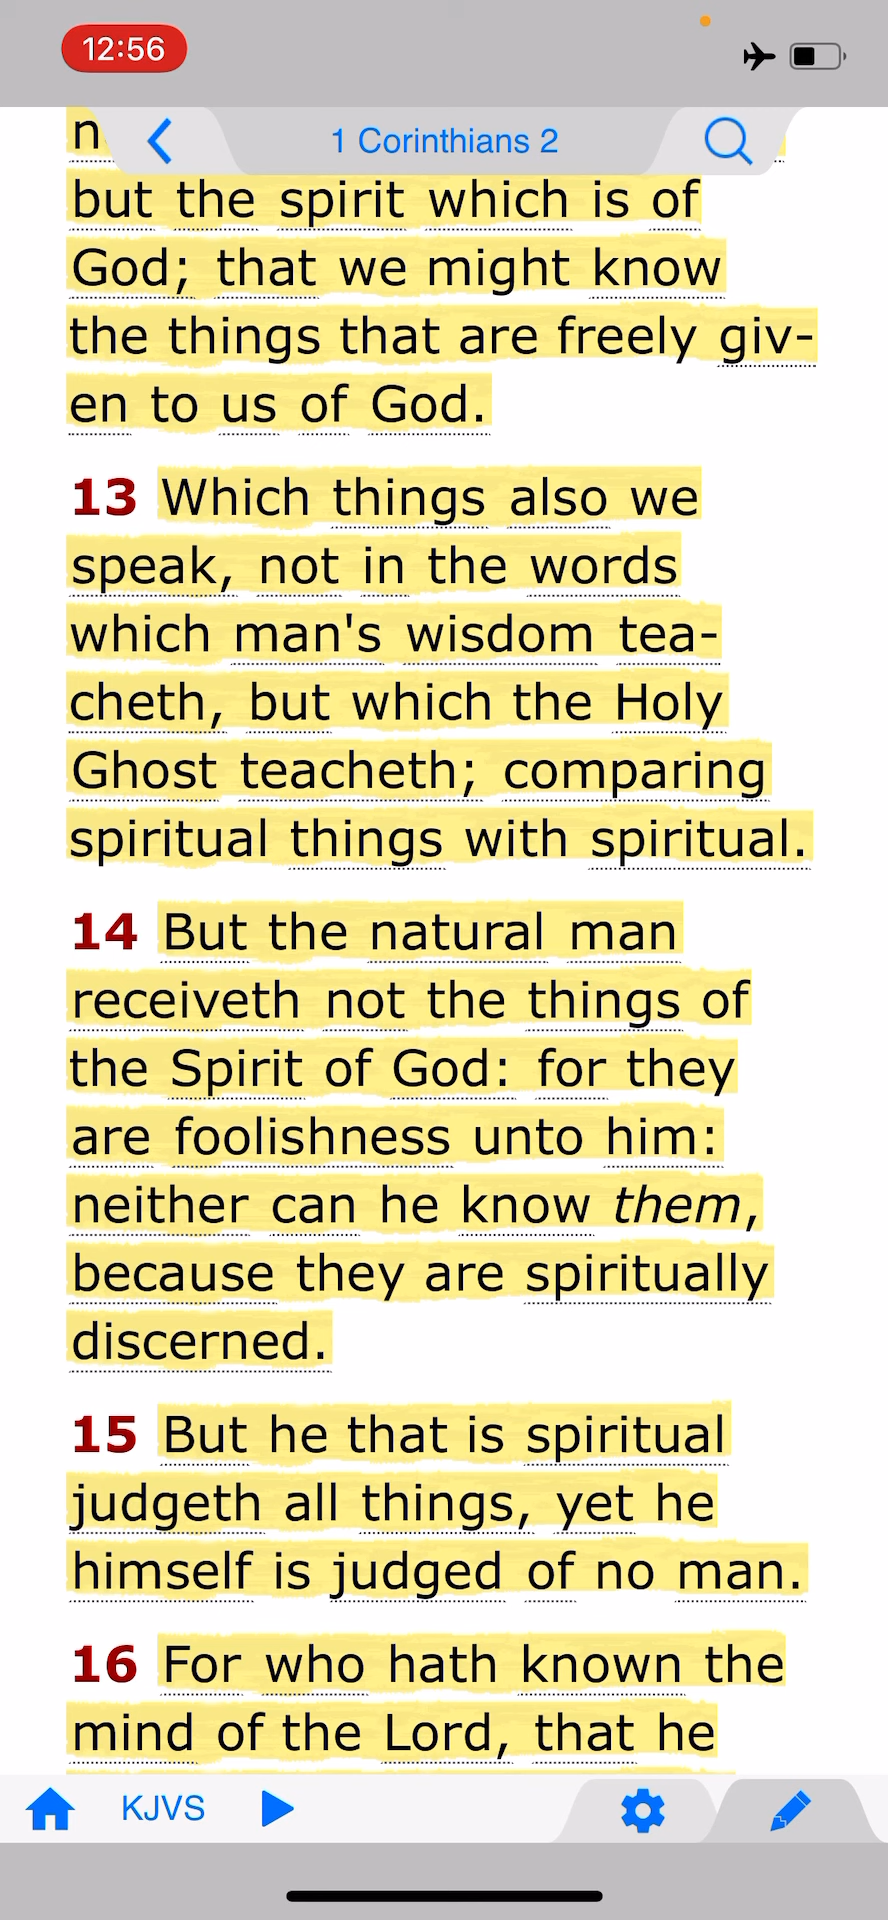 12:56
1 Corinthians 2
but the spirit which is of
God; that we might know
the things that are freely giv-
en to us of God.
13 Which things also we
speak, not in the words
which man's wisdom tea-
cheth, but which the Holy
Ghost teacheth; comparing
spiritual things with spiritual.
14 But the natural man
receiveth not the things of
the Spirit of God: for they
are foolishness unto him:
neither can he know them,
because they are spiritually
discerned.
15 But he that is spiritual
judgeth all things, yet he
himself is judged of no man.
16 For who hath known the
mind of the Lord, that he
KJVS